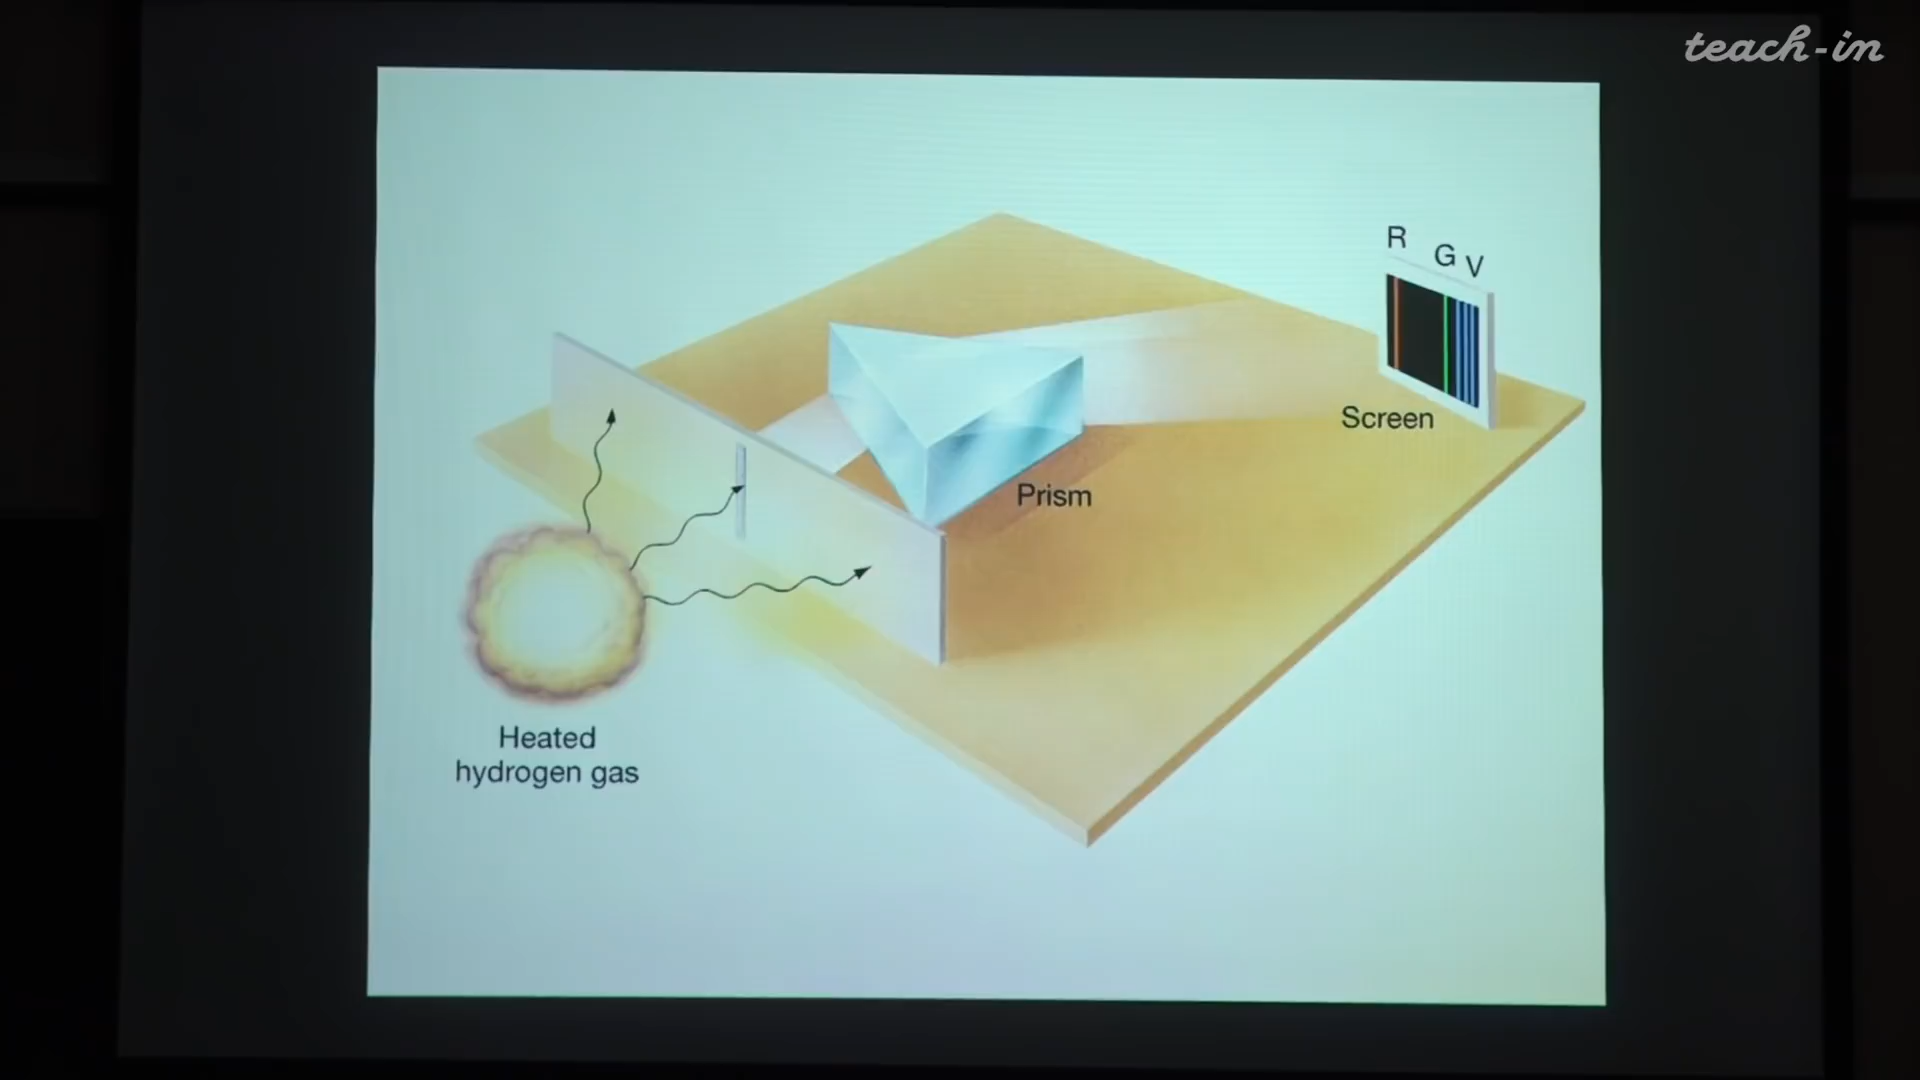 teach-in
R
G
V
Screen
Prism
Heated
hydrogen gas